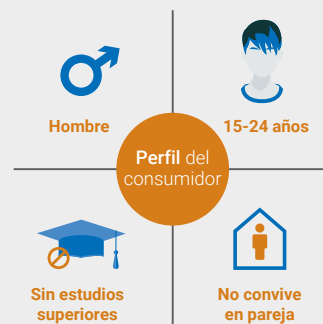 Hombre
15-24 años
Perfil del
consumidor
Sin estudios
superiores
No convive
en pareja